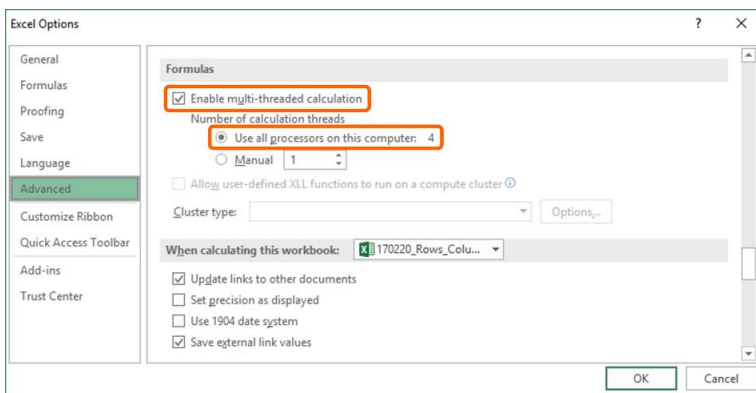 Excel Options
? X
General
Formulas
Proofing
Save
Language
Advanced
Customize Ribbon
Quick Access Toolbar
Add-ins
Trust Center
Formulas
Enable multi-threaded calculation
Number of calculation threads
Use all processors on this computer: 4
Manual 1
Allow user-defined XLL functions to run on a compute cluster
Cluster type: Options...
When calculating this workbook: 170220_Rows_Colu...
Update links to other documents
Set precision as displayed
Use 1904 date system
Save external link values
OK Cancel